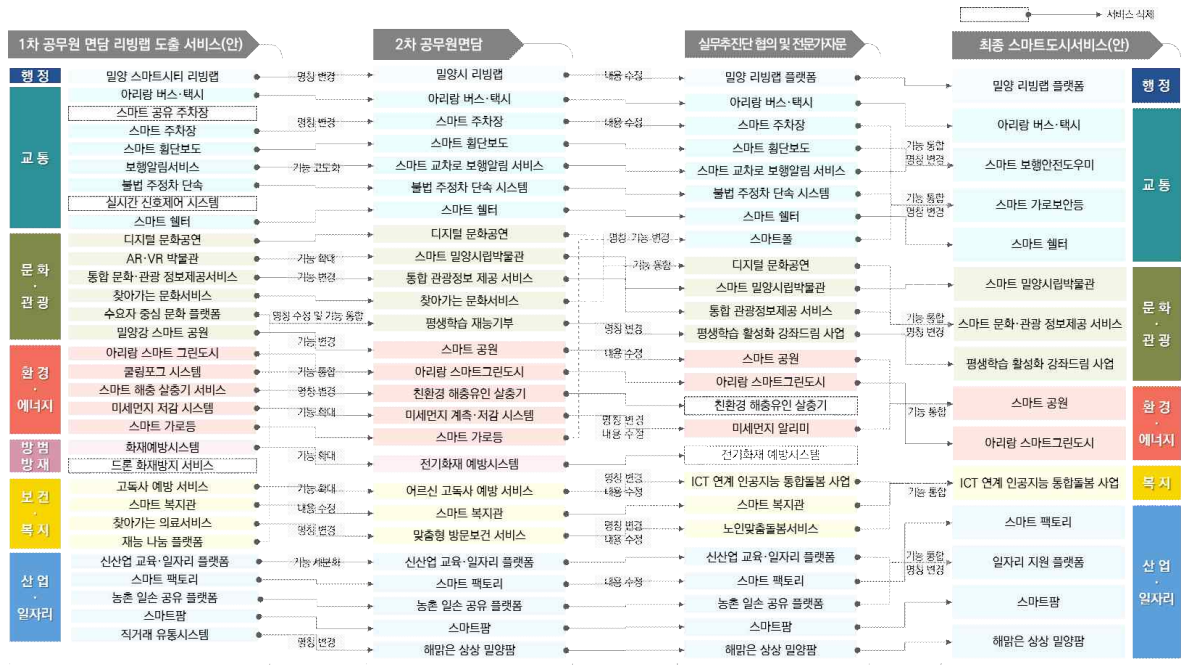 서비스 삭제
1차 공무원 면담 리빙랩 도출 서비스(안)
2차 공무원면담
실무추진단 협의 및 전문가자문
최종 스마트도시서비스(안)
행 정
밀양 스마트시티 리빙랩
명칭 변경
밀양시 리빙랩
내용 수정
밀양 리빙랩 플랫폼
밀양 리빙랩 플랫폼
행 정
교 통
아리랑 버스·택시
스마트 공유 주차장
스마트 주차장
스마트 횡단보도
보행알림서비스
불법 주정차 단속
실시간 신호제어 시스템
스마트 쉘터
명칭 변경
기능 고도화
아리랑 버스·택시
스마트 주차장
스마트 횡단보도
스마트 교차로 보행알림 서비스
불법 주정차 단속 시스템
스마트 쉘터
내용 수정
명칭·기능 변경
아리랑 버스·택시
스마트 주차장
스마트 횡단보도
스마트 교차로 보행알림 서비스
불법 주정차 단속 시스템
스마트 쉘터
스마트폴
기능 통합
명칭 변경
기능 통합
명칭 변경
아리랑 버스·택시
스마트 보행안전도우미
스마트 가로보안등
스마트 쉘터
교 통
문 화
·
관 광
디지털 문화공연
AR·VR 박물관
통합 문화·관광 정보제공서비스
찾아가는 문화서비스
수요자 중심 문화 플랫폼
밀양강 스마트 공원
기능 확대
기능 변경
명칭 수정 및 기능 통합
기능 변경
디지털 문화공연
스마트 밀양시립박물관
통합 관광정보 제공 서비스
찾아가는 문화서비스
평생학습 재능기부
기능 통합
명칭 변경
디지털 문화공연
스마트 밀양시립박물관
통합 관광정보제공 서비스
평생학습 활성화 강좌드림 사업
기능 통합
명칭 변경
스마트 밀양시립박물관
스마트 문화·관광 정보제공 서비스
평생학습 활성화 강좌드림 사업
문 화
·
관 광
환 경
·
에너지
아리랑 스마트 그린도시
쿨링포그 시스템
스마트 해충 살충기 서비스
미세먼지 저감 시스템
스마트 가로등
기능 통합
명칭 변경
기능 확대
스마트 공원
아리랑 스마트그린도시
친환경 해충유인 살충기
미세먼지 계측·저감 시스템
스마트 가로등
내용 수정
명칭 변경
내용 수정
스마트 공원
아리랑 스마트그린도시
친환경 해충유인 살충기
미세먼지 알리미
기능 통합
스마트 공원
아리랑 스마트그린도시
환 경
·
에너지
방 범
방 재
화재예방시스템
드론 화재방지 서비스
기능 확대
전기화재 예방시스템
전기화재 예방시스템
보 건
·
복 지
고독사 예방 서비스
스마트 복지관
찾아가는 의료서비스
재능 나눔 플랫폼
기능 확대
내용 수정
명칭 변경
어르신 고독사 예방 서비스
스마트 복지관
맞춤형 방문보건 서비스
명칭 변경
내용 수정
명칭 변경
내용 수정
ICT 연계 인공지능 통합돌봄 사업
스마트 복지관
노인맞춤돌봄서비스
기능 통합
ICT 연계 인공지능 통합돌봄 사업
복 지
산 업
·
일자리
신산업 교육·일자리 플랫폼
스마트 팩토리
농촌 일손 공유 플랫폼
스마트팜
직거래 유통시스템
기능 세분화
명칭 변경
신산업 교육·일자리 플랫폼
스마트 팩토리
농촌 일손 공유 플랫폼
스마트팜
해맑은 상상 밀양팜
내용 수정
신산업 교육·일자리 플랫폼
스마트 팩토리
농촌 일손 공유 플랫폼
스마트팜
해맑은 상상 밀양팜
기능 통합
명칭 변경
스마트 팩토리
일자리 지원 플랫폼
스마트팜
해맑은 상상 밀양팜
산 업
·
일자리